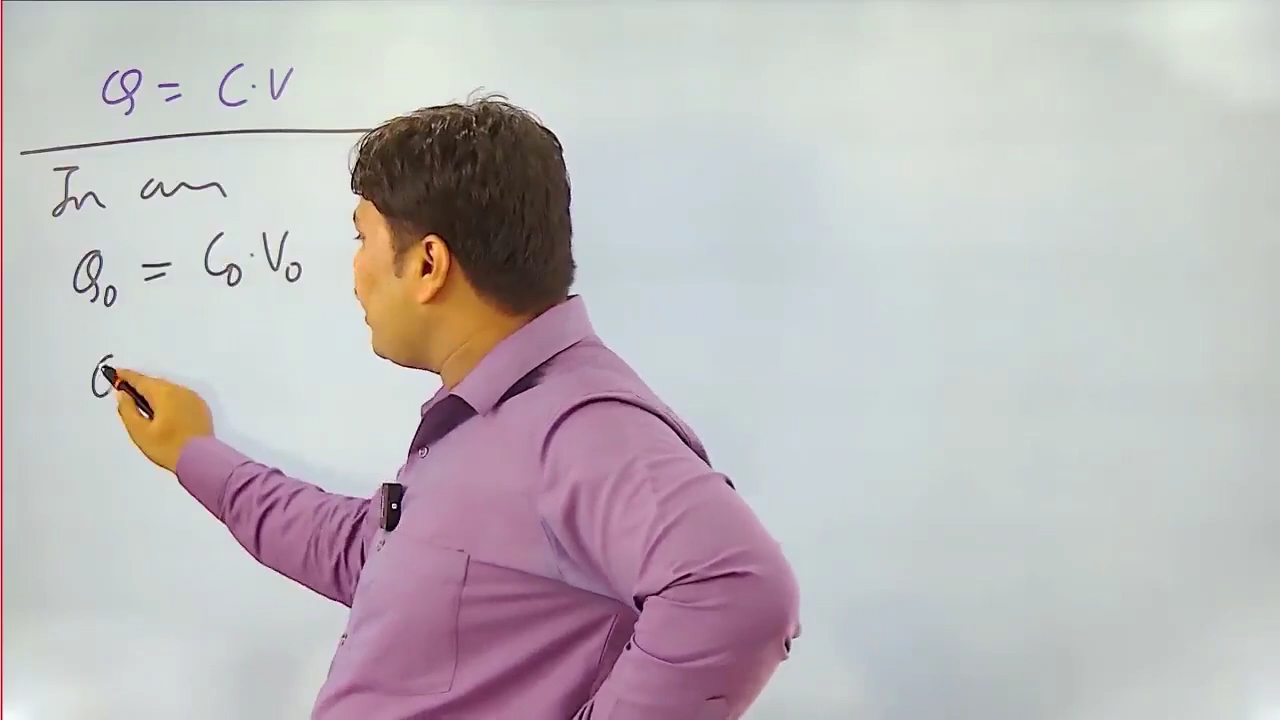 Q = C.V
In air
Q₀ = C₀.V₀